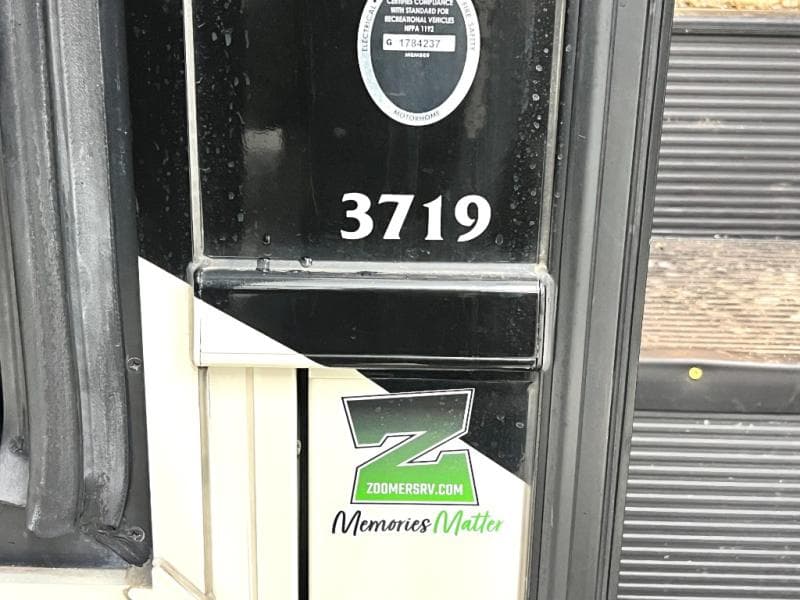 CERTIFIES COMPLIANCE
WITH STANDARD FOR
RECREATIONAL VEHICLES
NFPA 1192
G 1784237
MEMBER
ELECTRICAL
FIRE SAFETY
MOTORHOME
3719
Z
ZOOMERSRV.COM
Memories Matter